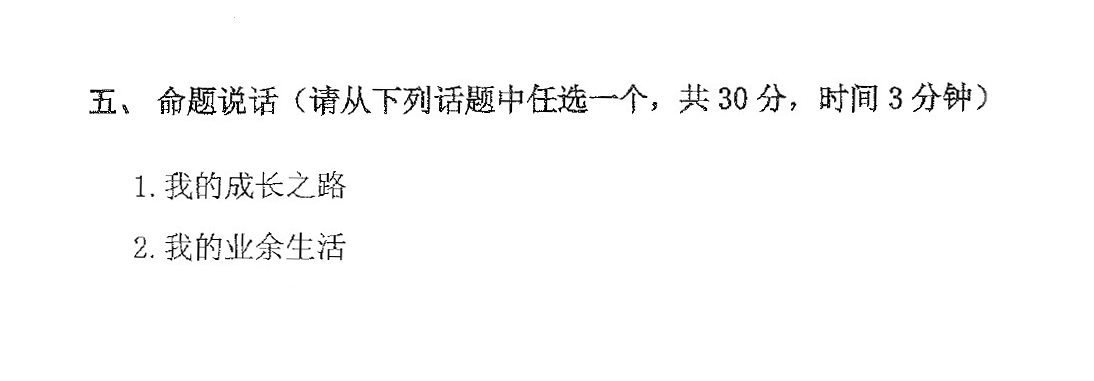 五、 命题说话（请从下列话题中任选一个，共 30 分，时间 3 分钟）
1. 我的成长之路
2. 我的业余生活